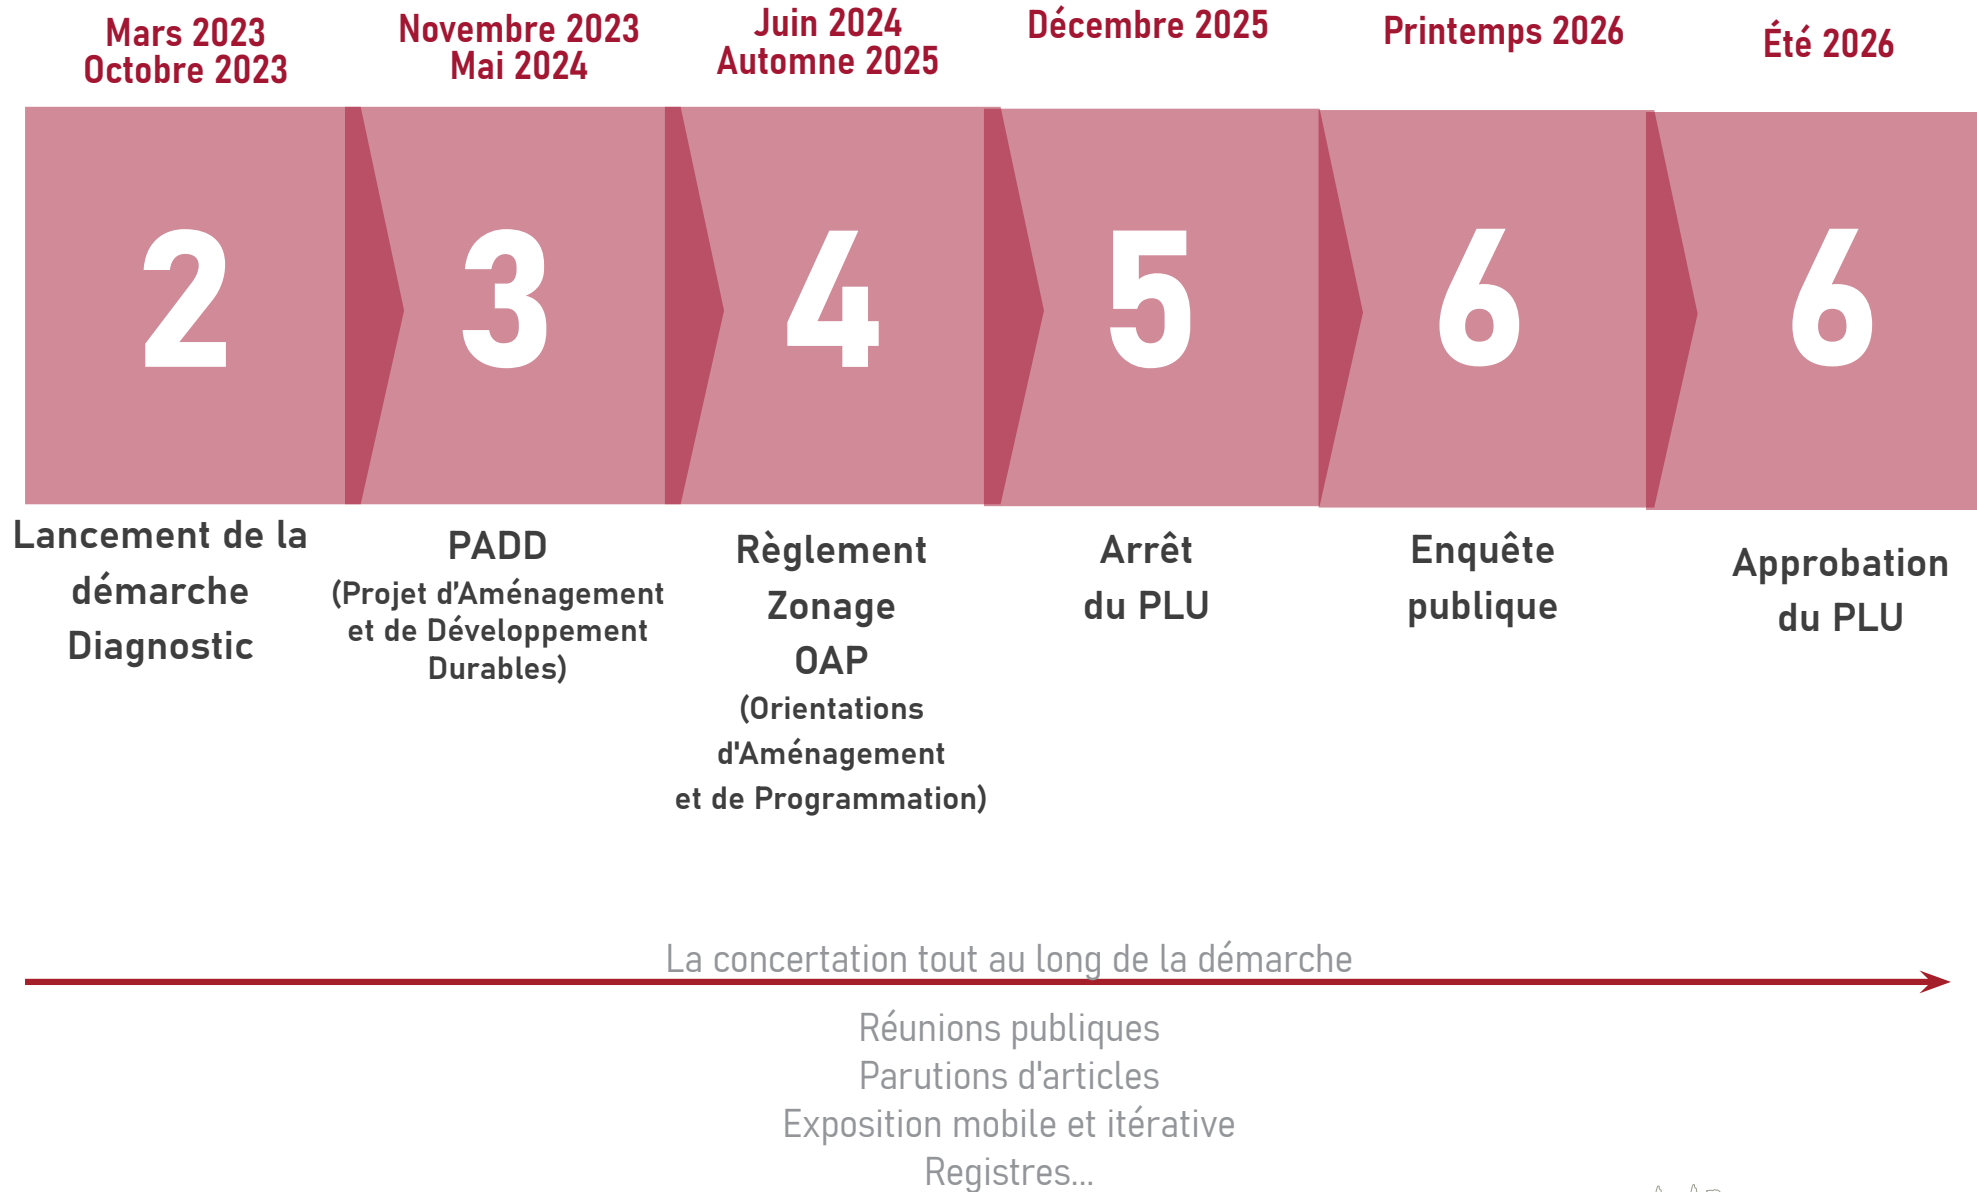 Mars 2023
Octobre 2023
Novembre 2023
Mai 2024
Juin 2024
Automne 2025
Décembre 2025
Printemps 2026
Été 2026
2
3
4
5
6
6
Lancement de la
démarche
Diagnostic
PADD
(Projet d’Aménagement
et de Développement
Durables)
Règlement
Zonage
OAP
(Orientations
d'Aménagement
et de Programmation)
Arrêt
du PLU
Enquête
publique
Approbation
du PLU
La concertation tout au long de la démarche
Réunions publiques
Parutions d'articles
Exposition mobile et itérative
Registres...